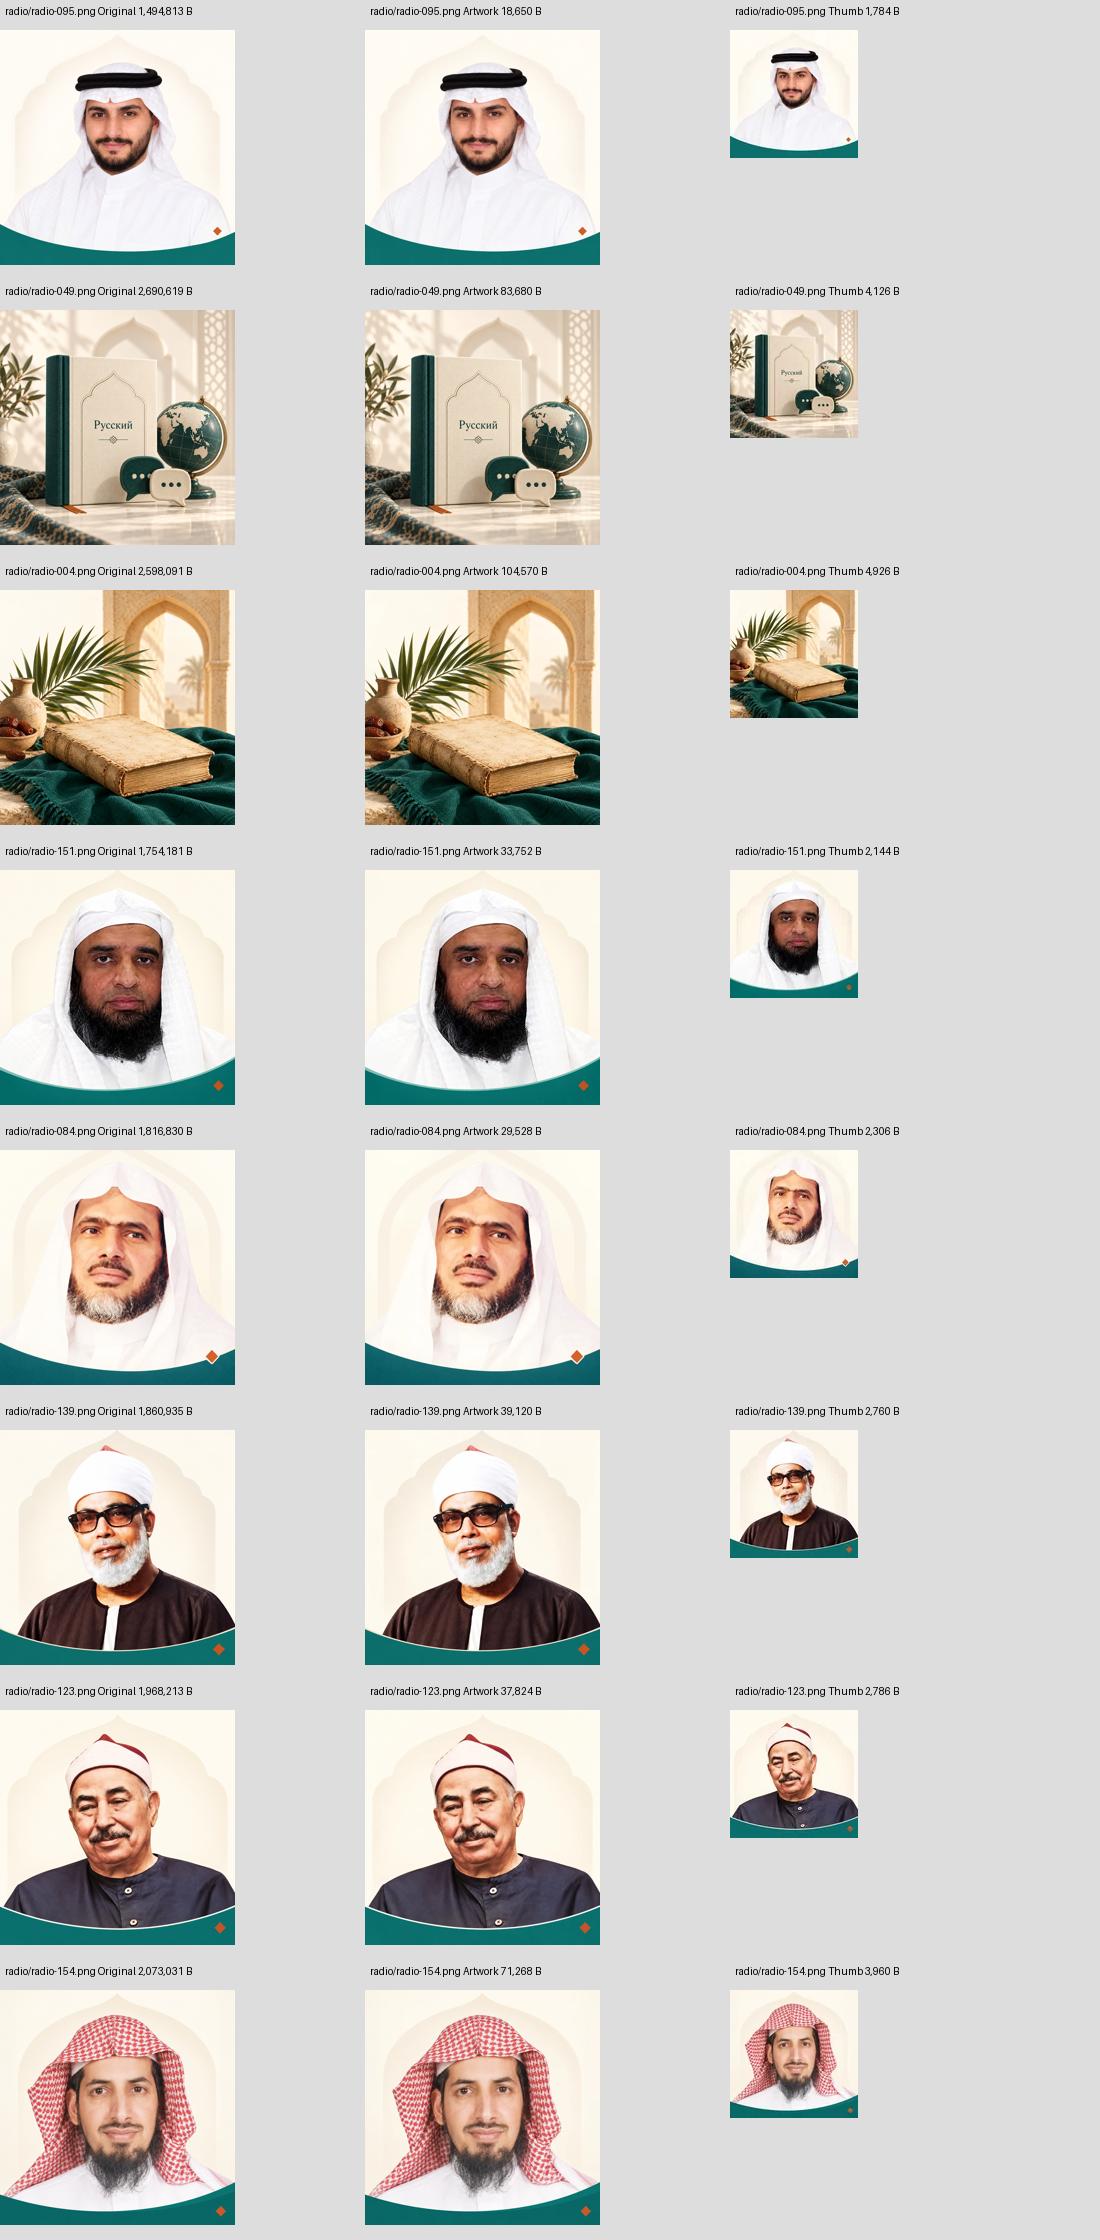 radio/radio-095.png Original 1,494,813 B
radio/radio-095.png Artwork 18,650 B
radio/radio-095.png Thumb 1,784 B
radio/radio-049.png Original 2,690,619 B
radio/radio-049.png Artwork 83,680 B
radio/radio-049.png Thumb 4,126 B
Русский
Русский
Русский
radio/radio-004.png Original 2,598,091 B
radio/radio-004.png Artwork 104,570 B
radio/radio-004.png Thumb 4,926 B
radio/radio-151.png Original 1,754,181 B
radio/radio-151.png Artwork 33,752 B
radio/radio-151.png Thumb 2,144 B
radio/radio-084.png Original 1,816,830 B
radio/radio-084.png Artwork 29,528 B
radio/radio-084.png Thumb 2,306 B
radio/radio-139.png Original 1,860,935 B
radio/radio-139.png Artwork 39,120 B
radio/radio-139.png Thumb 2,760 B
radio/radio-123.png Original 1,968,213 B
radio/radio-123.png Artwork 37,824 B
radio/radio-123.png Thumb 2,786 B
radio/radio-154.png Original 2,073,031 B
radio/radio-154.png Artwork 71,268 B
radio/radio-154.png Thumb 3,960 B